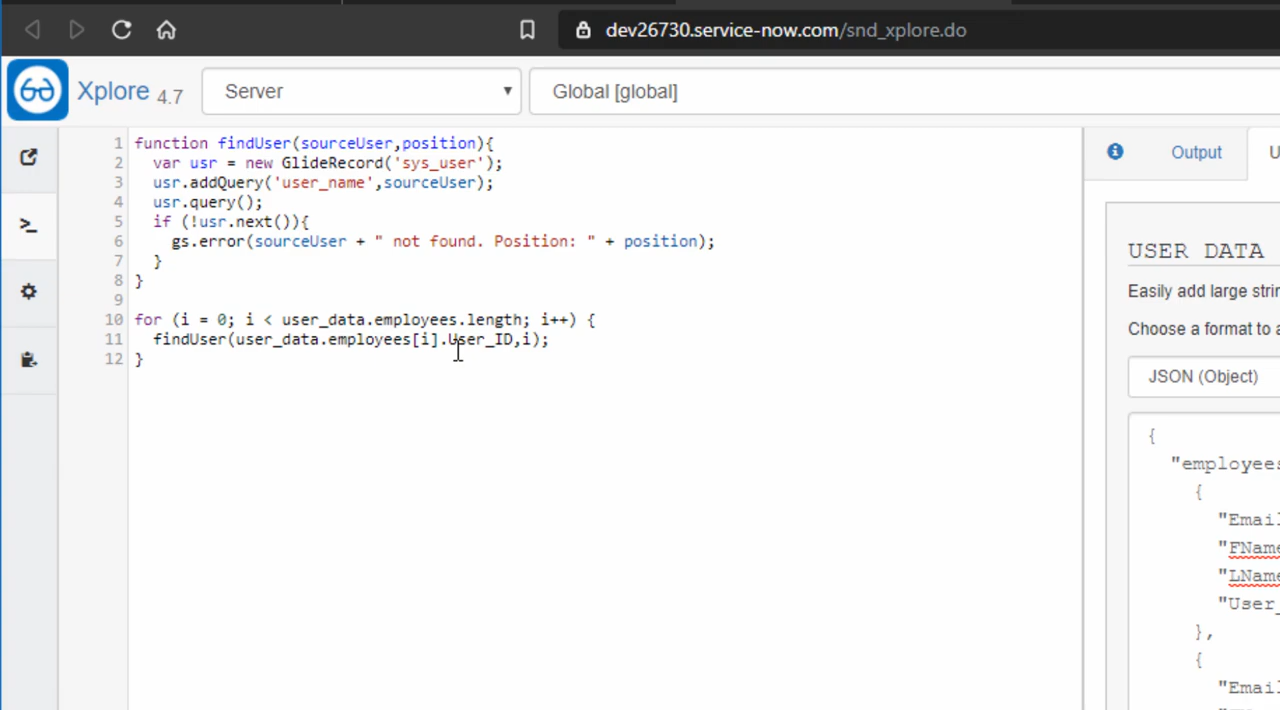 dev26730.service-now.com/snd_xplore.do
Xplore 4.7
Server
Global [global]
1 function findUser(sourceUser,position){
2 var usr = new GlideRecord('sys_user');
3 usr.addQuery('user_name',sourceUser);
4 usr.query();
5 if (!usr.next()){
6 gs.error(sourceUser + " not found. Position: " + position);
7 }
8 }
9
10 for (i = 0; i < user_data.employees.length; i++) {
11 findUser(user_data.employees[i].User_ID,i);
12 }
Output
U
USER DATA
Easily add large strin
Choose a format to a
JSON (Object)
{
"employees
{
"Email
"FName
"LName
"User_
},
{
"Email